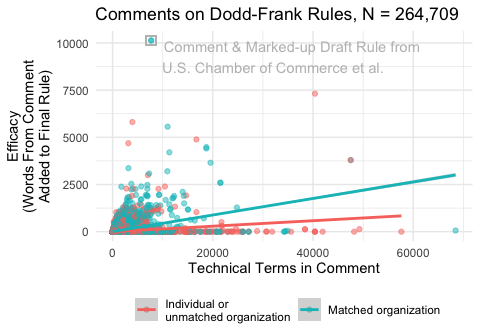 Comments on Dodd-Frank Rules, N = 264,709
Efficacy
(Words From Comment
Added to Final Rule)
10000
7500
5000
2500
0
Comment & Marked-up Draft Rule from
U.S. Chamber of Commerce et al.
0
20000
40000
60000
Technical Terms in Comment
Individual or
unmatched organization
Matched organization